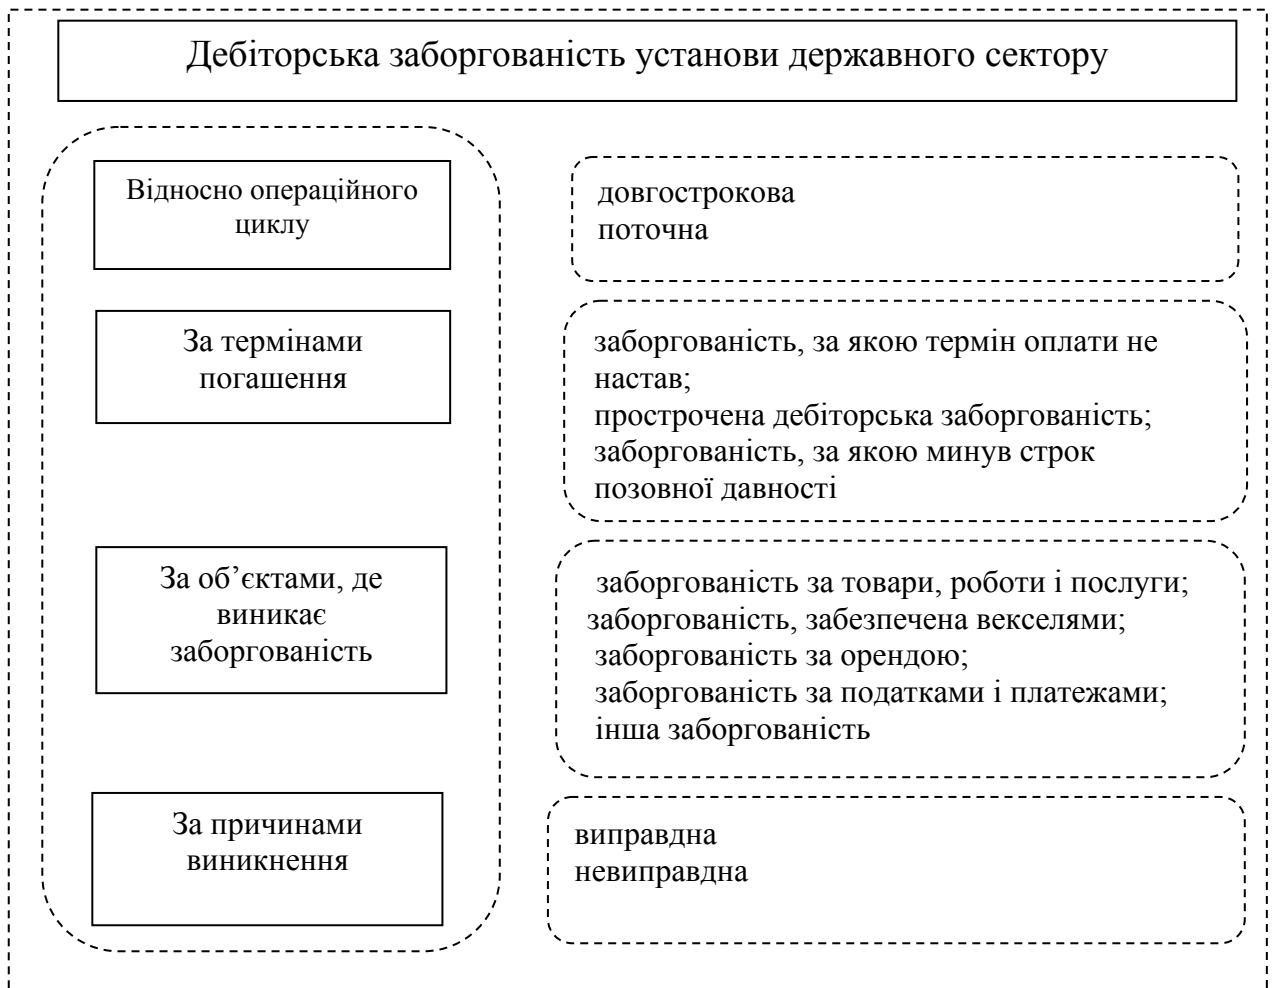 Дебіторська заборгованість установи державного сектору
Відносно операційного
циклу
довгострокова
поточна
За термінами
погашення
заборгованість, за якою термін оплати не
настав;
прострочена дебіторська заборгованість;
заборгованість, за якою минув строк
позовної давності
За об’єктами, де
виникає
заборгованість
заборгованість за товари, роботи і послуги;
заборгованість, забезпечена векселями;
заборгованість за орендою;
заборгованість за податками і платежами;
інша заборгованість
За причинами
виникнення
виправдна
невиправдна